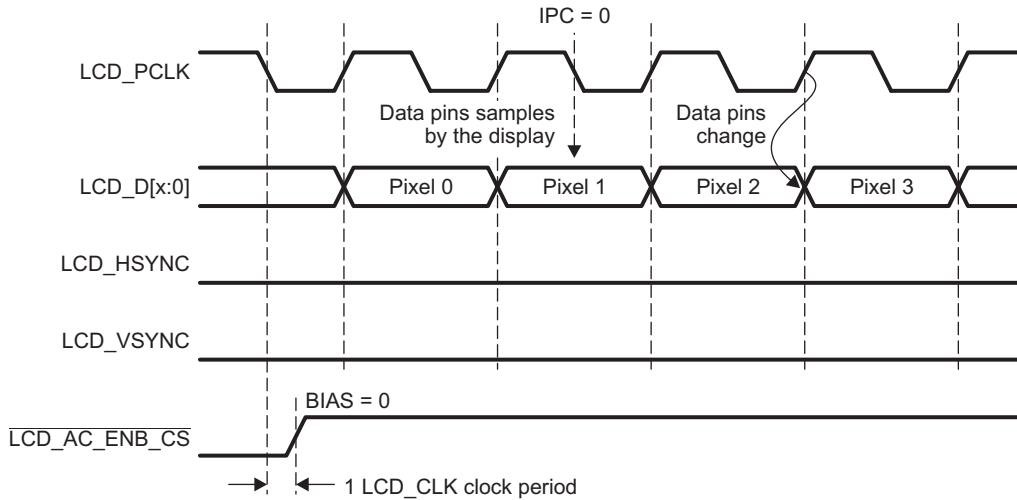 IPC = 0
LCD_PCLK
Data pins samples
by the display
Data pins
change
LCD_D[x:0]
Pixel 0
Pixel 1
Pixel 2
Pixel 3
LCD_HSYNC
LCD_VSYNC
BIAS = 0
LCD_AC_ENB_CS
1 LCD_CLK clock period